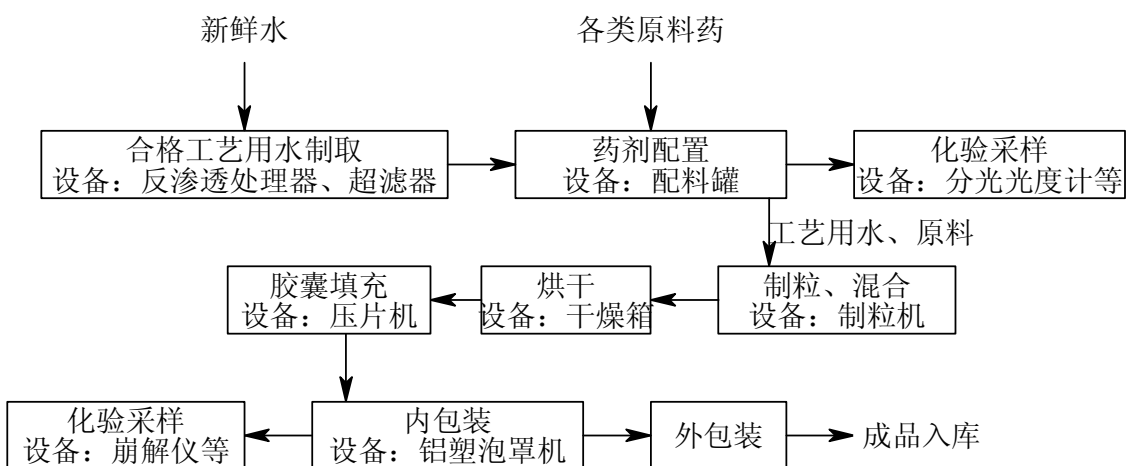 新鲜水
各类原料药
合格工艺用水制取
设备：反渗透处理器、超滤器
药剂配置
设备：配料罐
化验采样
设备：分光光度计等
工艺用水、原料
胶囊填充
设备：压片机
烘干
设备：干燥箱
制粒、混合
设备：制粒机
化验采样
设备：崩解仪等
内包装
设备：铝塑泡罩机
外包装
成品入库